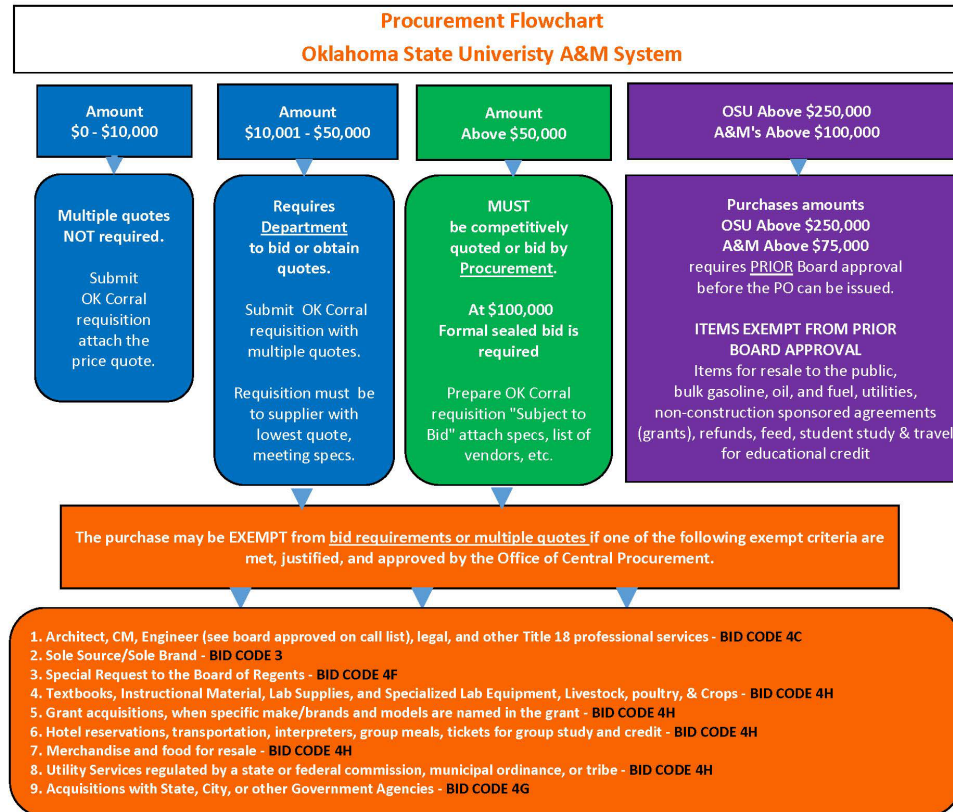 Procurement Flowchart
Oklahoma State Univeristy A&M System
Amount
$0 - $10,000
Amount
$10,001 - $50,000
Amount
Above $50,000
OSU Above $250,000
A&M's Above $100,000
Multiple quotes
NOT required.
Submit
OK Corral
requisition
attach the
price quote.
Requires
Department
to bid or obtain
quotes.
Submit OK Corral
requisition with
multiple quotes.
Requisition must be
to supplier with
lowest quote,
meeting specs.
MUST
be competitively
quoted or bid by
Procurement.
At $100,000
Formal sealed bid is
required
Prepare OK Corral
requisition "Subject to
Bid" attach specs, list of
vendors, etc.
Purchases amounts
OSU Above $250,000
A&M Above $75,000
requires PRIOR Board approval
before the PO can be issued.
ITEMS EXEMPT FROM PRIOR
BOARD APPROVAL
Items for resale to the public,
bulk gasoline, oil, and fuel, utilities,
non-construction sponsored agreements
(grants), refunds, feed, student study & travel
for educational credit
The purchase may be EXEMPT from bid requirements or multiple quotes if one of the following exempt criteria are
met, justified, and approved by the Office of Central Procurement.
1. Architect, CM, Engineer (see board approved on call list), legal, and other Title 18 professional services - BID CODE 4C
2. Sole Source/Sole Brand - BID CODE 3
3. Special Request to the Board of Regents - BID CODE 4F
4. Textbooks, Instructional Material, Lab Supplies, and Specialized Lab Equipment, Livestock, poultry, & Crops - BID CODE 4H
5. Grant acquisitions, when specific make/brands and models are named in the grant - BID CODE 4H
6. Hotel reservations, transportation, interpreters, group meals, tickets for group study and credit - BID CODE 4H
7. Merchandise and food for resale - BID CODE 4H
8. Utility Services regulated by a state or federal commission, municipal ordinance, or tribe - BID CODE 4H
9. Acquisitions with State, City, or other Government Agencies - BID CODE 4G